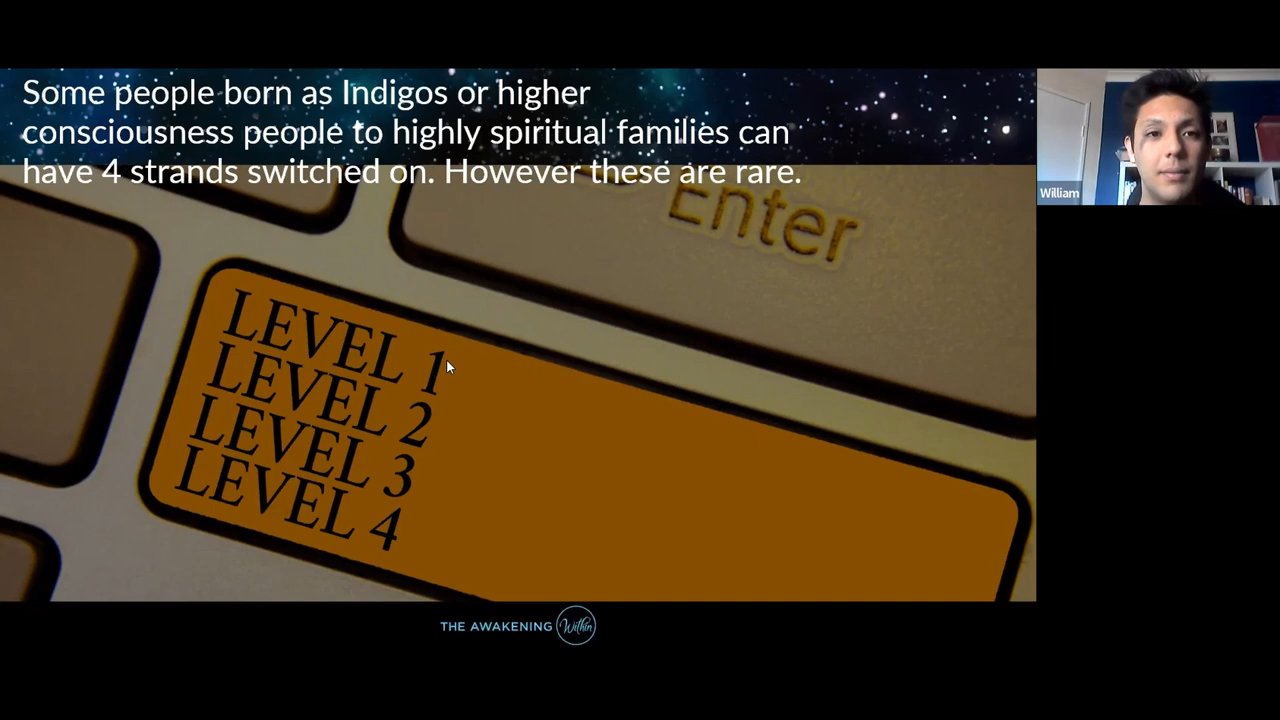 Some people born as Indigos or higher
consciousness people to highly spiritual families can
have 4 strands switched on. However these are rare.
William
Enter
LEVEL 1
LEVEL 2
LEVEL 3
LEVEL 4
THE AWAKENING Within